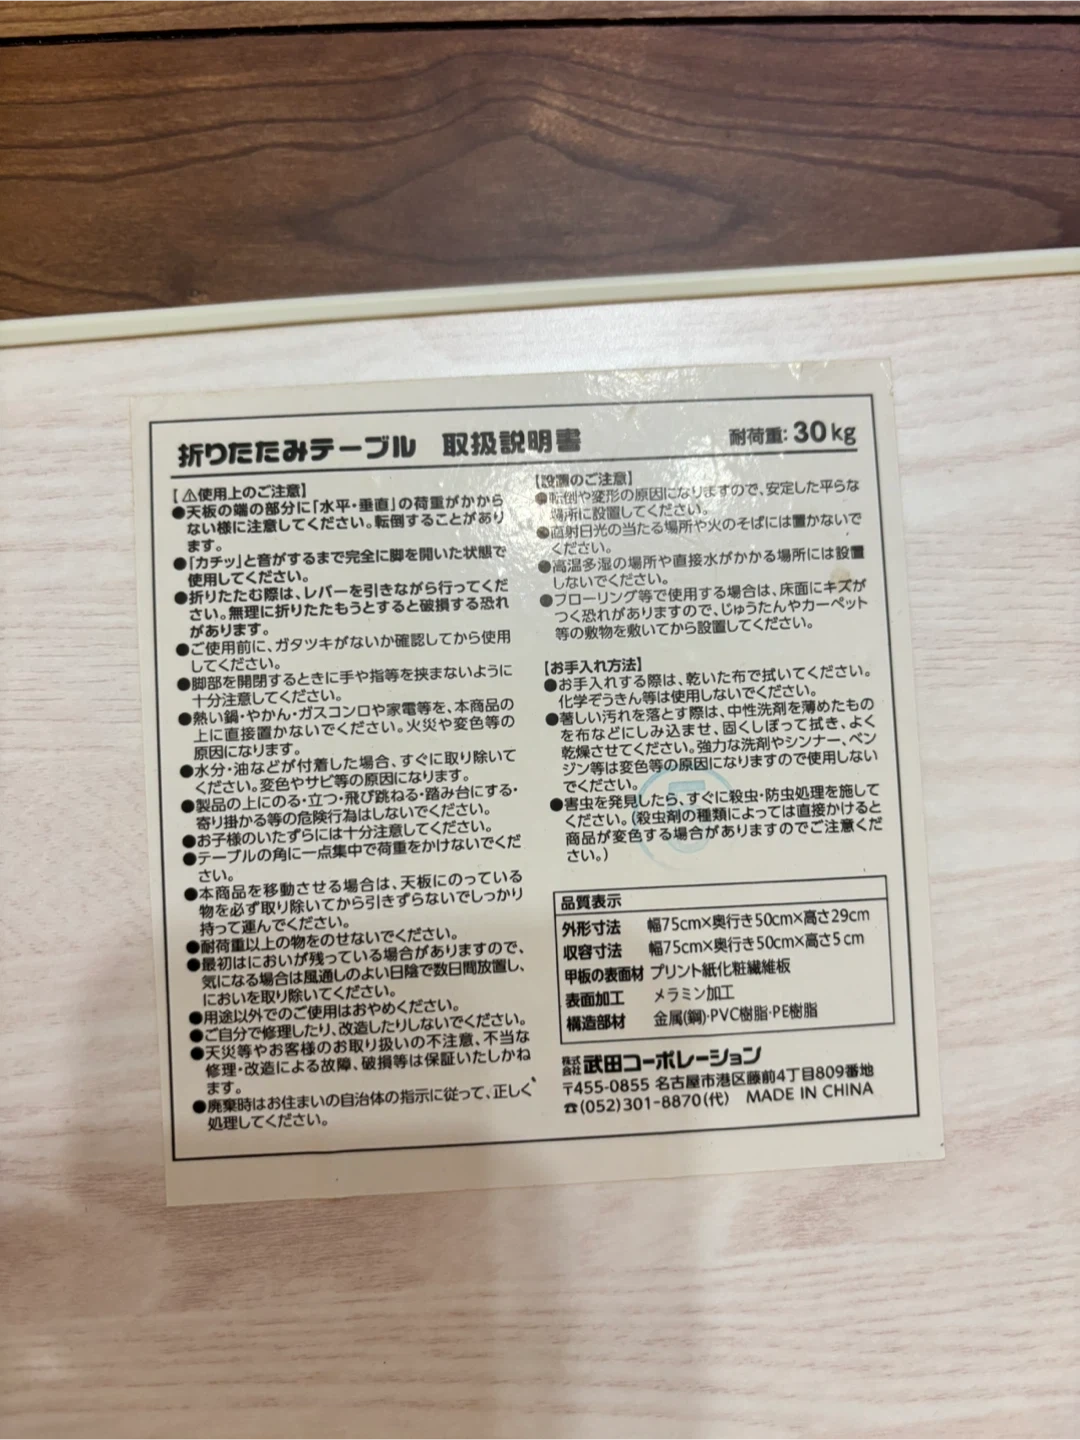 折りたたみテーブル 取扱説明書
耐荷重: 30kg
【⚠使用上のご注意】
●天板の端の部分に「水平・垂直」の荷重がかから
ない様に注意してください。転倒することがあり
ます。
●「カチッ」と音がするまで完全に脚を開いた状態で
使用してください。
●折りたたむ際は、レバーを引きながら行ってくだ
さい。無理に折りたたもうとすると破損する恐れ
があります。
●ご使用前に、ガタツキがないか確認してから使用
してください。
●脚部を開閉するときに手や指等を挟まないように
十分注意してください。
●熱い鍋・やかん・ガスコンロや家電等を、本商品の
上に直接置かないでください。火災や変色等の
原因になります。
●水分・油などが付着した場合、すぐに取り除いて
ください。変色やサビ等の原因になります。
●製品の上にのる・立つ・飛び跳ねる・踏み台にする・
寄り掛かる等の危険行為はしないでください。
●お子様のいたずらには十分注意してください。
●テーブルの角に一点集中で荷重をかけないでくだ
さい。
●本商品を移動させる場合は、天板にのっている
物を必ず取り除いてから引きずらないでしっかり
持って運んでください。
●耐荷重以上の物をのせないでください。
●最初はにおいが残っている場合がありますので、
気になる場合は風通しのよい日陰で数日間放置し、
においを取り除いてください。
●用途以外でのご使用はおやめください。
●ご自分で修理したり、改造したりしないでください。
●天災等やお客様のお取り扱いの不注意、不当な
修理・改造による故障、破損等は保証いたしかね
ます。
●廃棄時はお住まいの自治体の指示に従って、正しく
処理してください。
【設置のご注意】
●転倒や変形の原因になりますので、安定した平らな
場所に設置してください。
●直射日光の当たる場所や火のそばには置かないで
ください。
●高温多湿の場所や直接水がかかる場所には設置
しないでください。
●フローリング等で使用する場合は、床面にキズが
つく恐れがありますので、じゅうたんやカーペット
等の敷物を敷いてから設置してください。
【お手入れ方法】
●お手入れする際は、乾いた布で拭いてください。
化学ぞうきん等は使用しないでください。
●著しい汚れを落とす際は、中性洗剤を薄めたもの
を布などにしみ込ませ、固くしぼって拭き、よく
乾燥させてください。強力な洗剤やシンナー、ベン
ジン等は変色等の原因になりますので使用しない
でください。
●害虫を発見したら、すぐに殺虫・防虫処理を施して
ください。(殺虫剤の種類によっては直接かけると
商品が変色する場合がありますのでご注意くだ
さい。)
品質表示
外形寸法 幅75cm×奥行き50cm×高さ29cm
収容寸法 幅75cm×奥行き50cm×高さ5cm
甲板の表面材 プリント紙化粧繊維板
表面加工 メラミン加工
構造部材 金属(鋼)・PVC樹脂・PE樹脂
株式会社 武田コーポレーション
〒455-0855 名古屋市港区藤前4丁目809番地
☎(052)301-8870(代) MADE IN CHINA